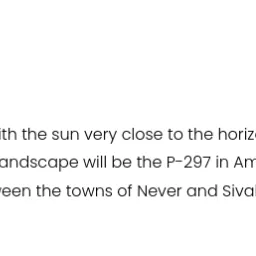 ith the sun very close to the horiz
andscape will be the P-297 in Am
veen the towns of Never and Siva